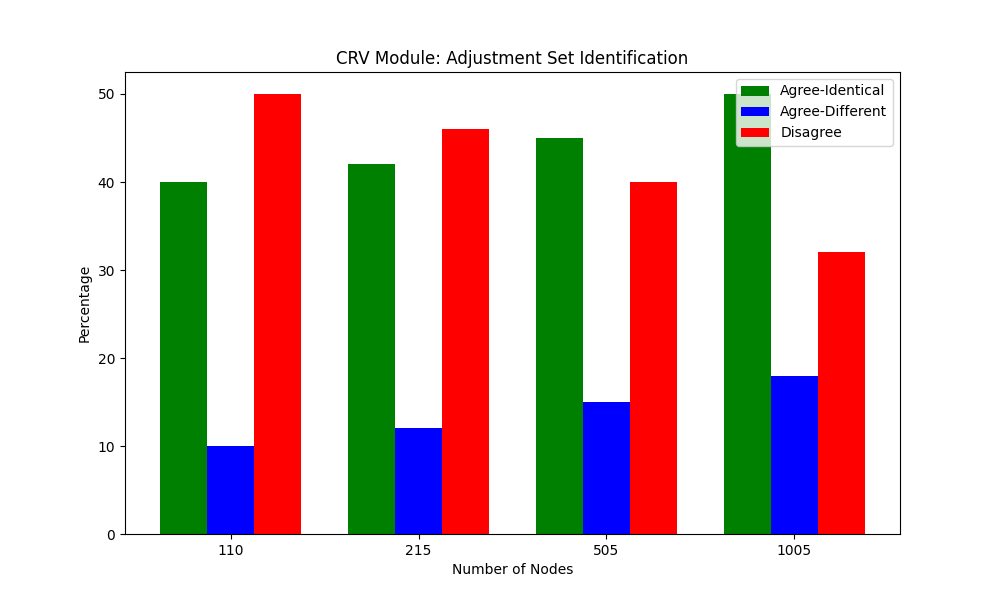 CRV Module: Adjustment Set Identification
Agree-Identical
Agree-Different
Disagree
Percentage
50
40
30
20
10
0
110 215 505 1005
Number of Nodes